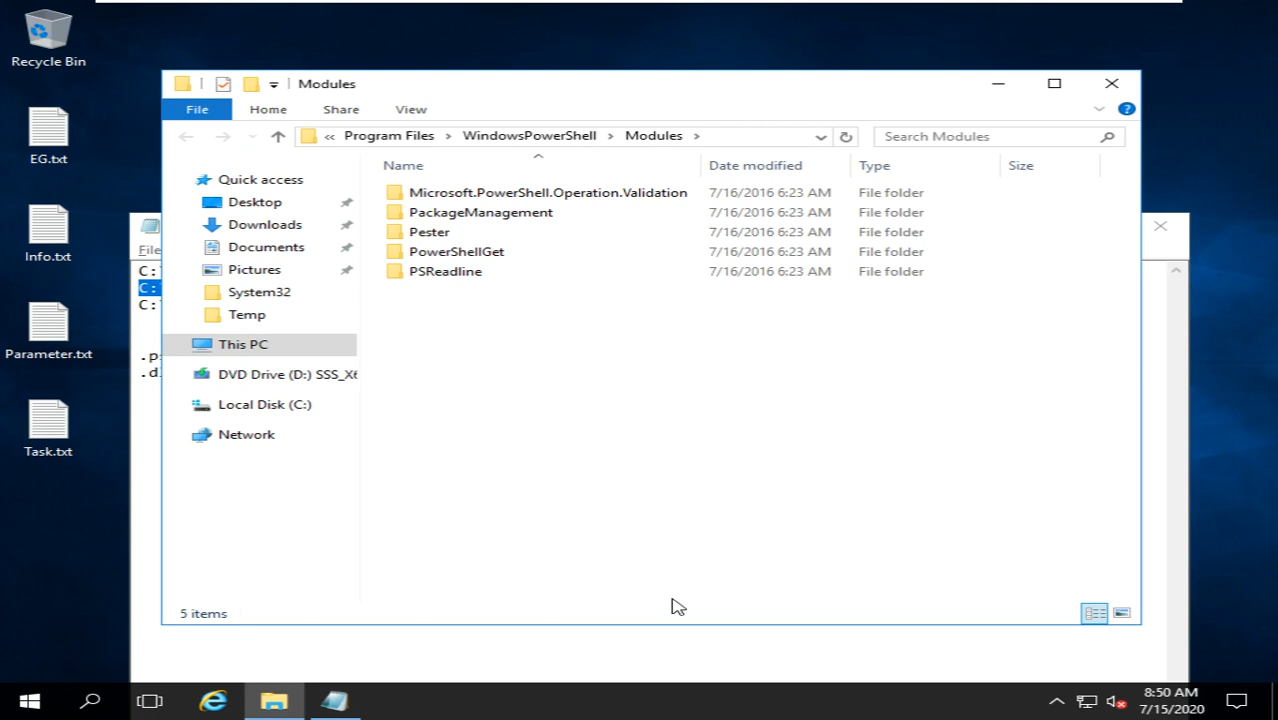 Recycle Bin
EG.txt
Info.txt
Parameter.txt
Task.txt
Modules
File Home Share View
« Program Files > WindowsPowerShell > Modules >
Search Modules
Name Date modified Type Size
Quick access
Desktop
Downloads
Documents
Pictures
System32
Temp
This PC
DVD Drive (D:) SSS_X6
Local Disk (C:)
Network
Microsoft.PowerShell.Operation.Validation 7/16/2016 6:23 AM File folder
PackageManagement 7/16/2016 6:23 AM File folder
Pester 7/16/2016 6:23 AM File folder
PowerShellGet 7/16/2016 6:23 AM File folder
PSReadline 7/16/2016 6:23 AM File folder
5 items
File
C:
C:
C:
.p
.d
8:50 AM
7/15/2020